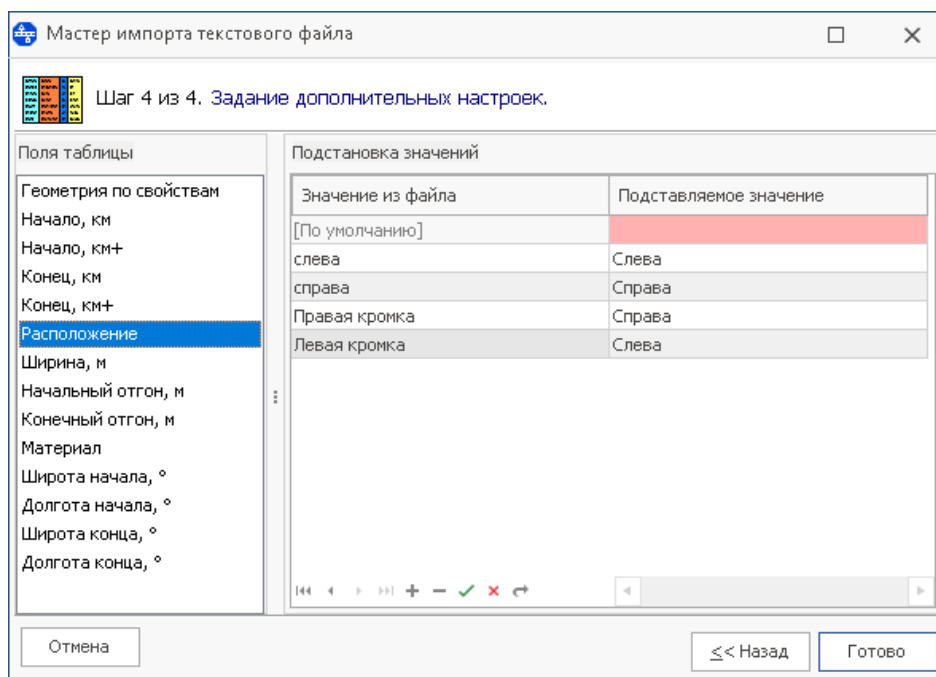 Мастер импорта текстового файла
Шаг 4 из 4. Задание дополнительных настроек.
Поля таблицы
Геометрия по свойствам
Начало, км
Начало, км+
Конец, км
Конец, км+
Расположение
Ширина, м
Начальный отгон, м
Конечный отгон, м
Материал
Широта начала, °
Долгота начала, °
Широта конца, °
Долгота конца, °
Подстановка значений
Значение из файла Подставляемое значение
[По умолчанию]
слева Слева
справа Справа
Правая кромка Справа
Левая кромка Слева
Отмена
<< Назад
Готово